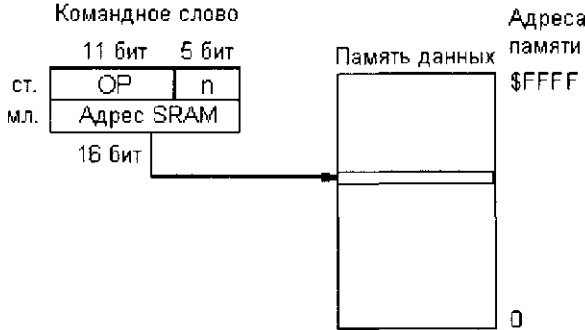 Командное слово
Адреса
памяти
11 бит 5 бит
Память данных
$FFFF
ст. OP n
мл. Адрес SRAM
16 бит
0